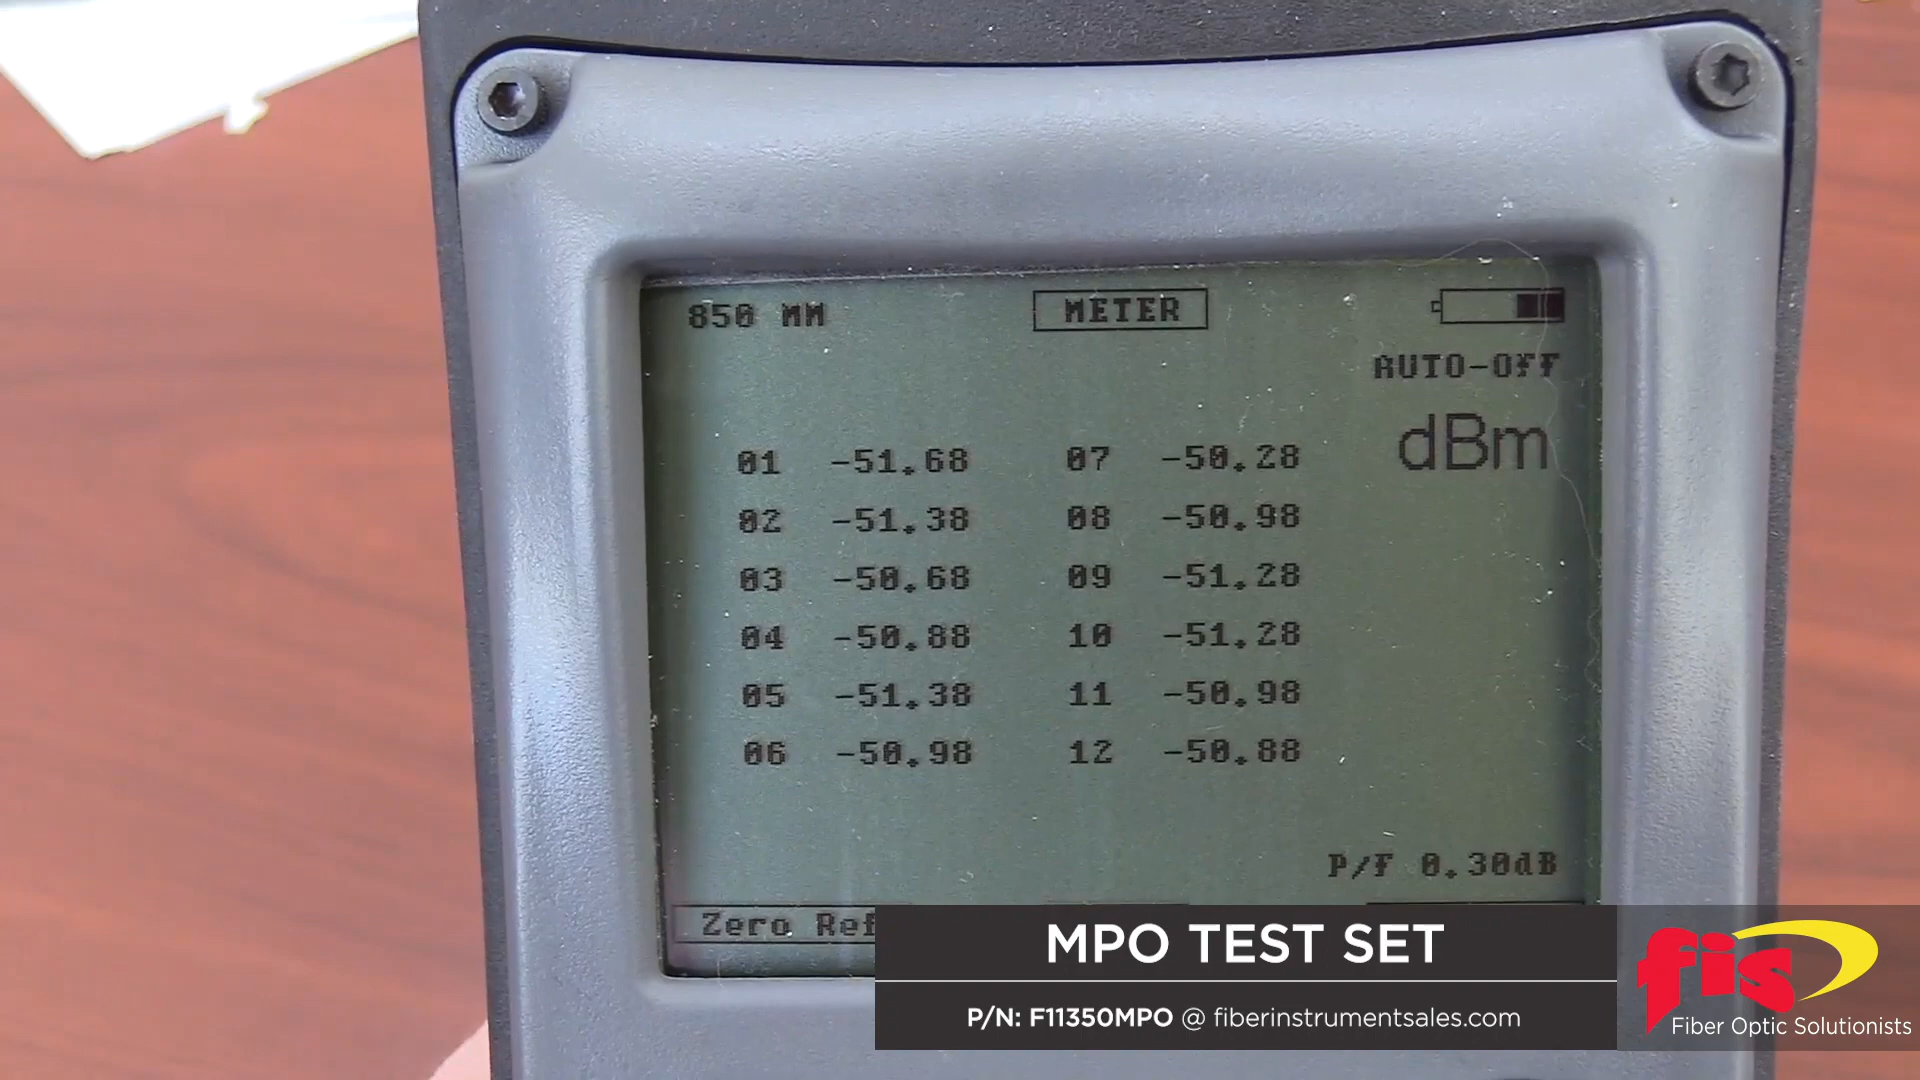 850 MM METER
AUTO-OFF
dBm
01 -51.68 07 -50.28
02 -51.38 08 -50.98
03 -50.68 09 -51.28
04 -50.88 10 -51.28
05 -51.38 11 -50.98
06 -50.98 12 -50.88
P/F 0.30dB
Zero Ref
MPO TEST SET
P/N: F11350MPO @ fiberinstrumentsales.com
fis
Fiber Optic Solutionists